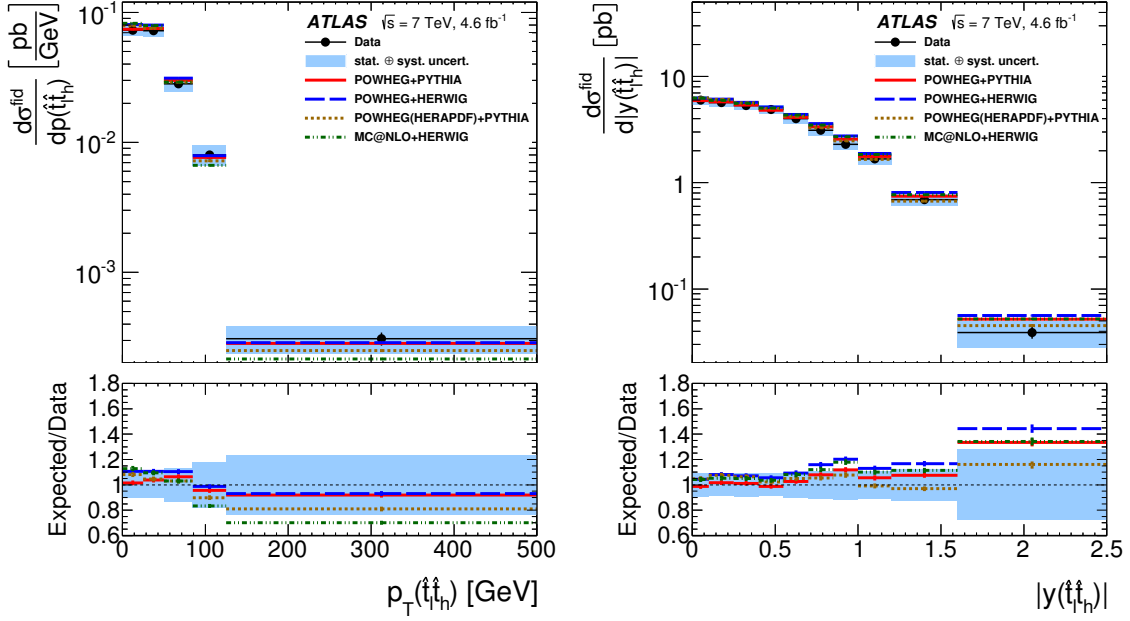 dσ^fid / dp(t̂_l t̂_h) [pb / GeV]
ATLAS √s = 7 TeV, 4.6 fb⁻¹
Data
stat. ⊕ syst. uncert.
POWHEG+PYTHIA
POWHEG+HERWIG
POWHEG(HERAPDF)+PYTHIA
MC@NLO+HERWIG
10⁻¹
10⁻²
10⁻³
Expected/Data
1.8
1.6
1.4
1.2
1
0.8
0.6
0 100 200 300 400 500
p_T(t̂_l t̂_h) [GeV]
dσ^fid / d|y(t̂_l t̂_h)| [pb]
ATLAS √s = 7 TeV, 4.6 fb⁻¹
Data
stat. ⊕ syst. uncert.
POWHEG+PYTHIA
POWHEG+HERWIG
POWHEG(HERAPDF)+PYTHIA
MC@NLO+HERWIG
10³
10²
10
1
10⁻¹
Expected/Data
1.8
1.6
1.4
1.2
1
0.8
0.6
0 0.5 1 1.5 2 2.5
|y(t̂_l t̂_h)|